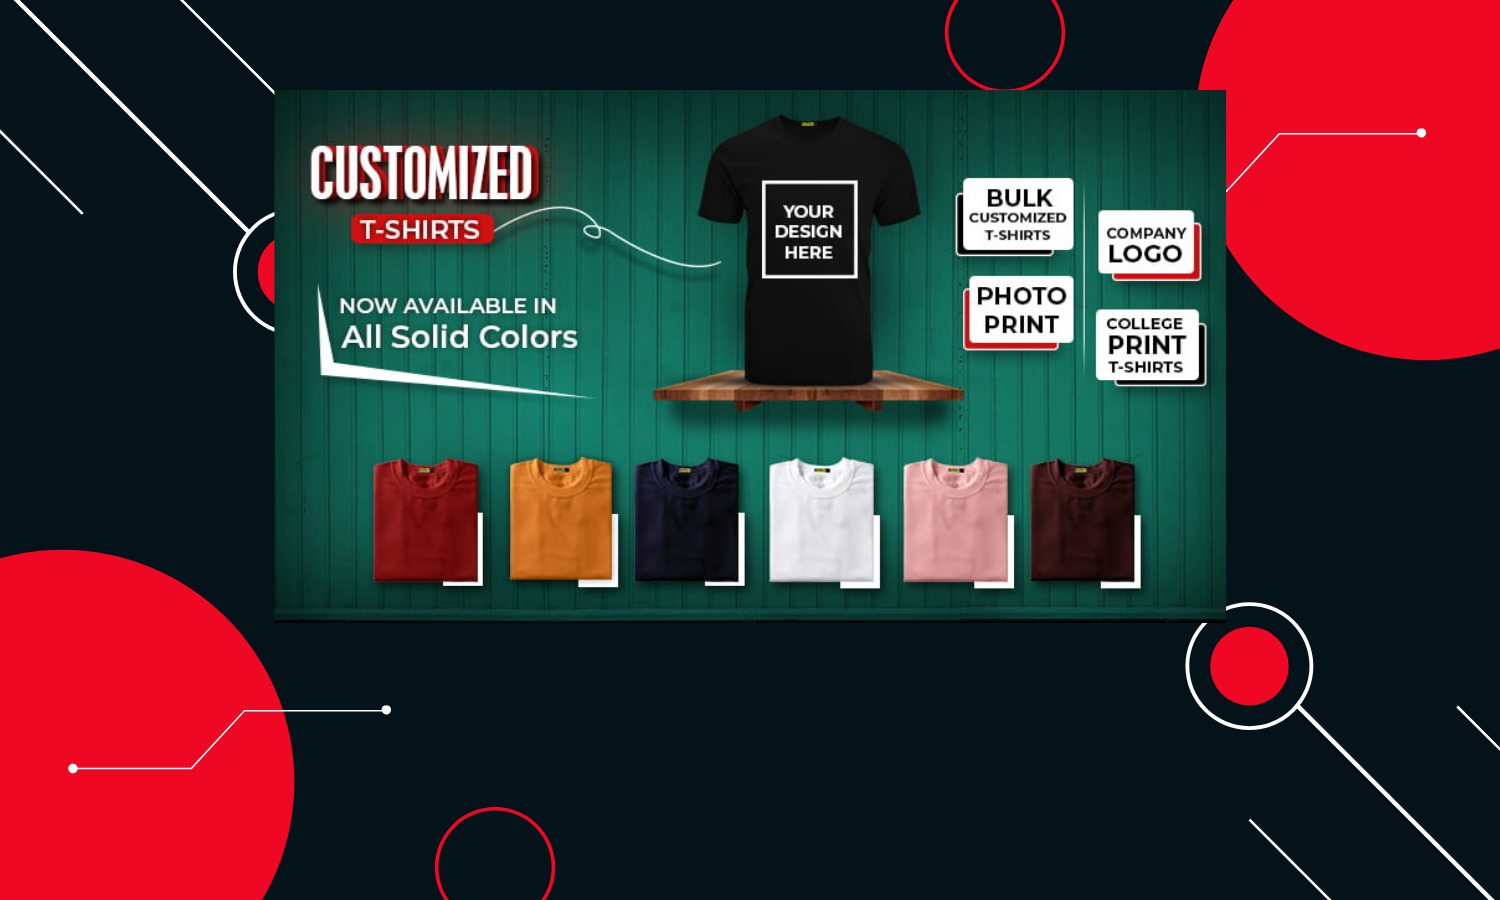 CUSTOMIZED
T-SHIRTS
NOW AVAILABLE IN
All Solid Colors
YOUR
DESIGN
HERE
BULK
CUSTOMIZED
T-SHIRTS
PHOTO
PRINT
COMPANY
LOGO
COLLEGE
PRINT
T-SHIRTS